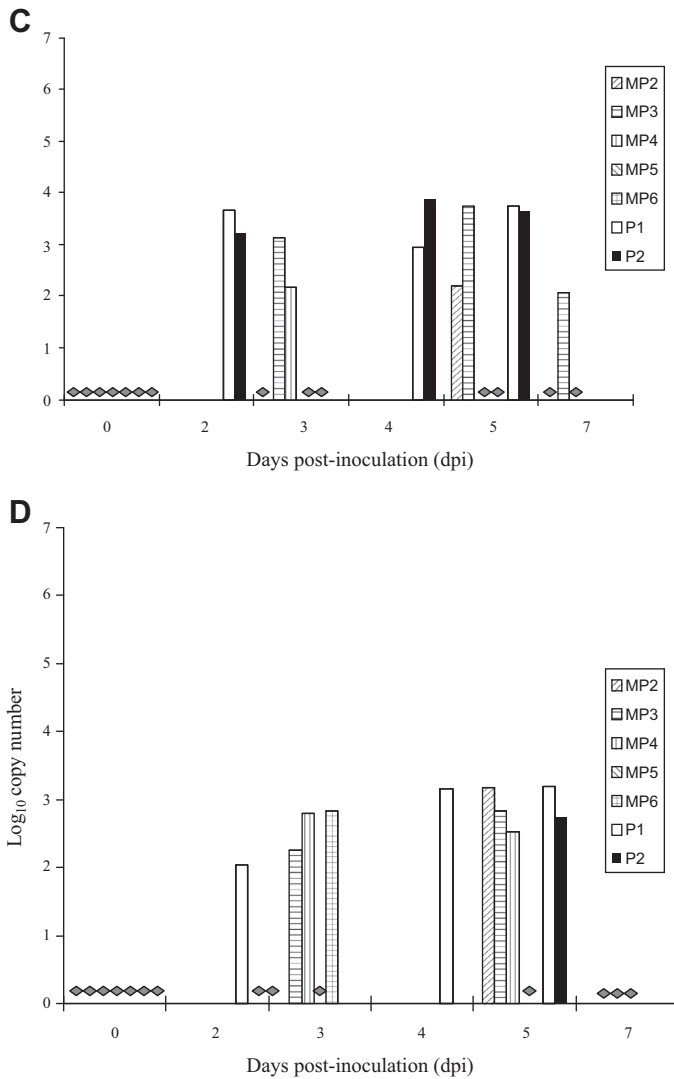 C
7
6
5
4
3
2
1
0
0 2 3 4 5 7
Days post-inoculation (dpi)
MP2
MP3
MP4
MP5
MP6
P1
P2
D
7
6
5
4
3
2
1
0
Log10 copy number
0 2 3 4 5 7
Days post-inoculation (dpi)
MP2
MP3
MP4
MP5
MP6
P1
P2